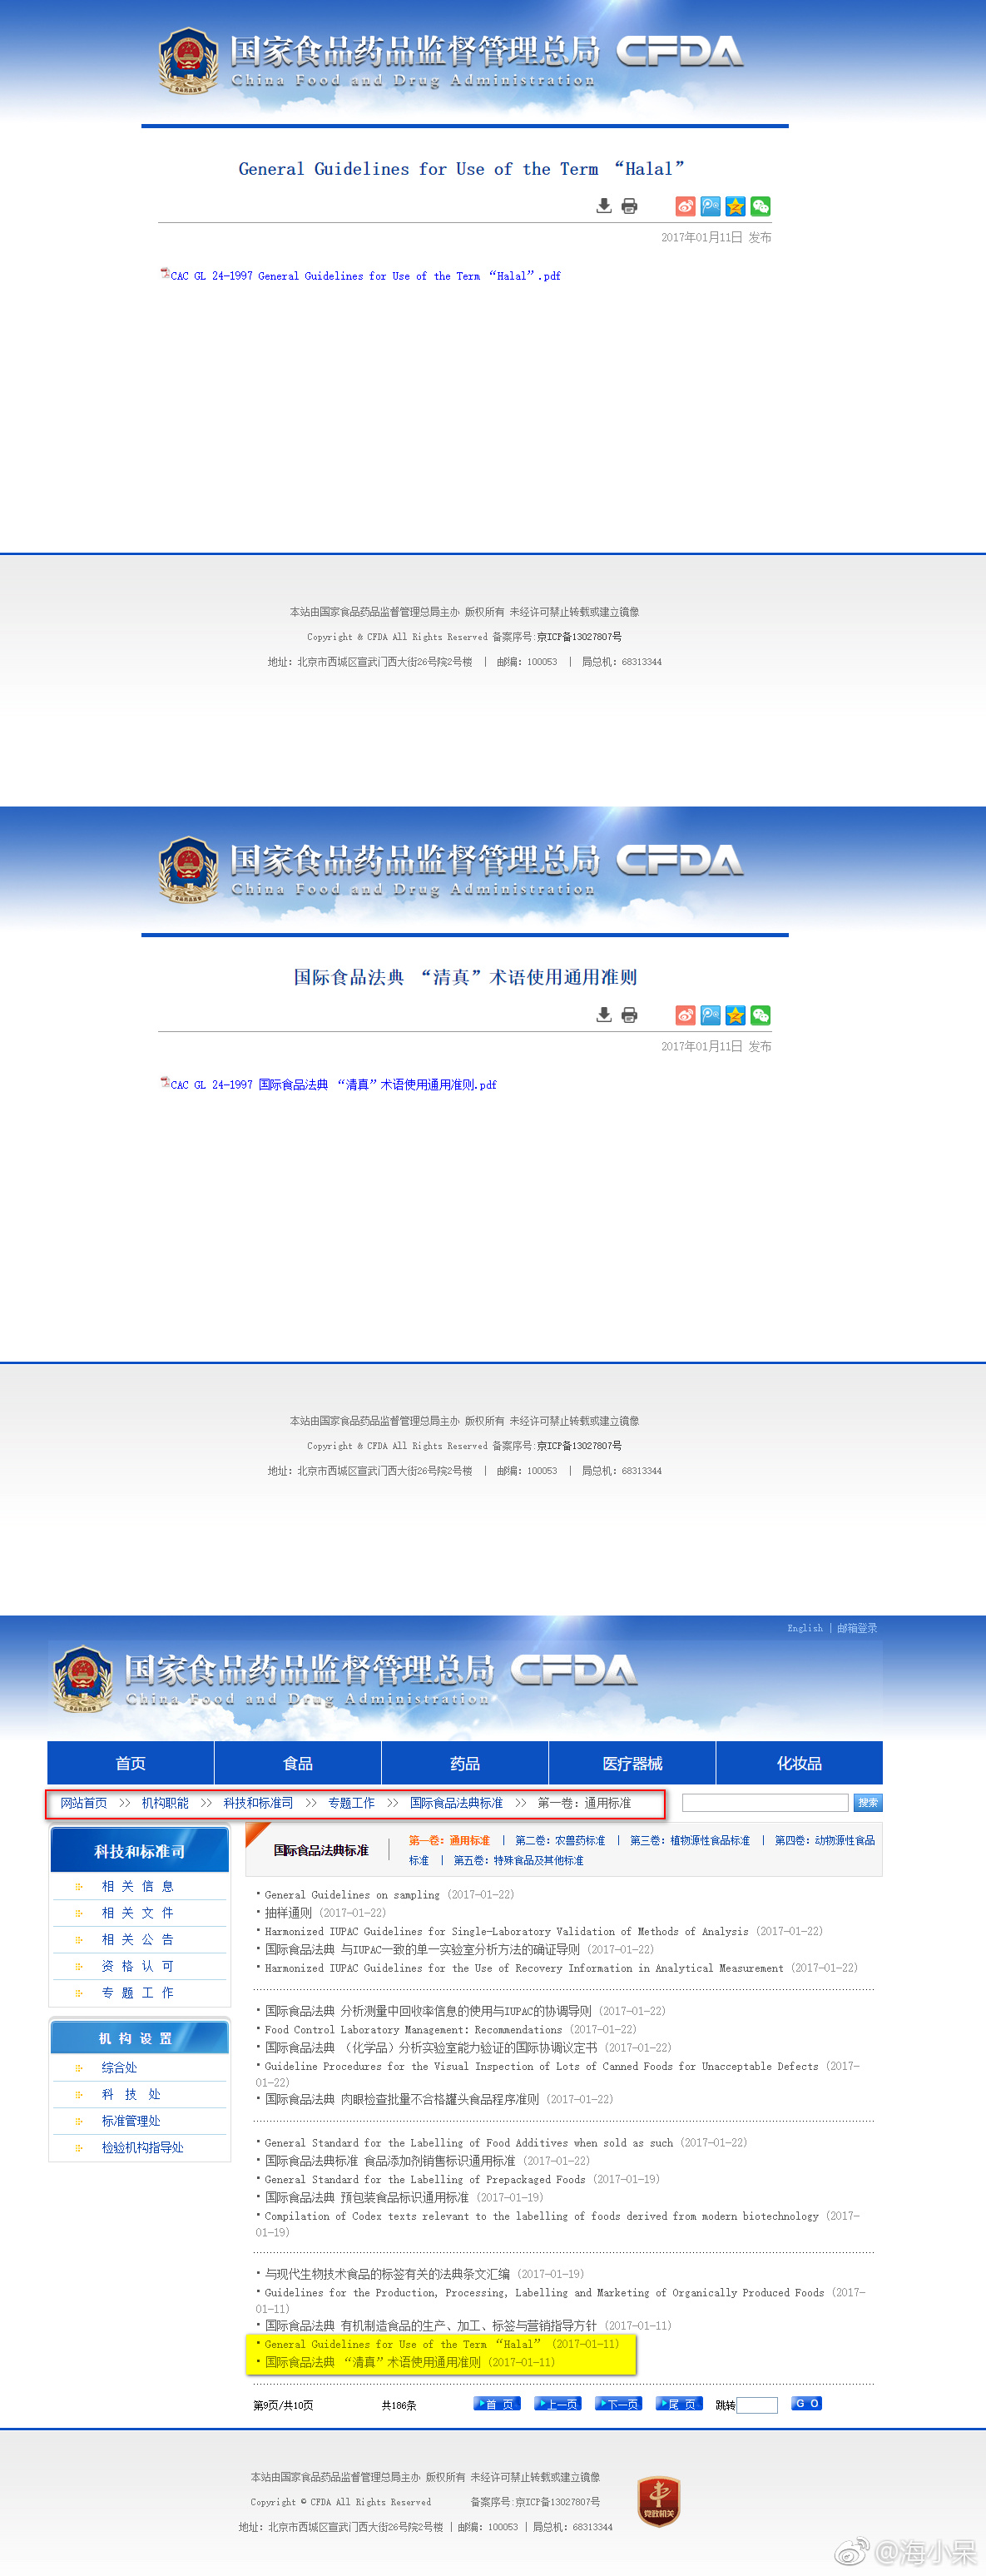 国家食品药品监督管理总局 CFDA
China Food and Drug Administration
General Guidelines for Use of the Term “Halal”
2017年01月11日 发布
CAC GL 24-1997 General Guidelines for Use of the Term “Halal”.pdf
本站由国家食品药品监督管理总局主办 版权所有 未经许可禁止转载或建立镜像
Copyright & CFDA All Rights Reserved 备案序号:京ICP备13027807号
地址: 北京市西城区宣武门西大街26号院2号楼 | 邮编: 100053 | 局总机: 68313344
国家食品药品监督管理总局 CFDA
China Food and Drug Administration
国际食品法典 “清真”术语使用通用准则
2017年01月11日 发布
CAC GL 24-1997 国际食品法典 “清真”术语使用通用准则.pdf
本站由国家食品药品监督管理总局主办 版权所有 未经许可禁止转载或建立镜像
Copyright & CFDA All Rights Reserved 备案序号:京ICP备13027807号
地址: 北京市西城区宣武门西大街26号院2号楼 | 邮编: 100053 | 局总机: 68313344
English | 邮箱登录
国家食品药品监督管理总局 CFDA
China Food and Drug Administration
首页 食品 药品 医疗器械 化妆品
网站首页 >> 机构职能 >> 科技和标准司 >> 专题工作 >> 国际食品法典标准 >> 第一卷: 通用标准
搜索
科技和标准司
相关信息
相关文件
相关公告
资格认可
专题工作
机构设置
综合处
科技处
标准管理处
检验机构指导处
国际食品法典标准
第一卷: 通用标准 | 第二卷: 农兽药标准 | 第三卷: 植物源性食品标准 | 第四卷: 动物源性食品
标准 | 第五卷: 特殊食品及其他标准
General Guidelines on sampling (2017-01-22)
抽样通则 (2017-01-22)
Harmonized IUPAC Guidelines for Single-Laboratory Validation of Methods of Analysis (2017-01-22)
国际食品法典 与IUPAC一致的单一实验室分析方法的确证导则 (2017-01-22)
Harmonized IUPAC Guidelines for the Use of Recovery Information in Analytical Measurement (2017-01-22)
国际食品法典 分析测量中回收率信息的使用与IUPAC的协调导则 (2017-01-22)
Food Control Laboratory Management: Recommendations (2017-01-22)
国际食品法典 (化学品) 分析实验室能力验证的国际协调议定书 (2017-01-22)
Guideline Procedures for the Visual Inspection of Lots of Canned Foods for Unacceptable Defects (2017-
01-22)
国际食品法典 肉眼检查批量不合格罐头食品程序准则 (2017-01-22)
General Standard for the Labelling of Food Additives when sold as such (2017-01-22)
国际食品法典标准 食品添加剂销售标识通用标准 (2017-01-22)
General Standard for the Labelling of Prepackaged Foods (2017-01-19)
国际食品法典 预包装食品标识通用标准 (2017-01-19)
Compilation of Codex texts relevant to the labelling of foods derived from modern biotechnology (2017-
01-19)
与现代生物技术食品的标签有关的法典条文汇编 (2017-01-19)
Guidelines for the Production, Processing, Labelling and Marketing of Organically Produced Foods (2017-
01-11)
国际食品法典 有机制造食品的生产、加工、标签与营销指导方针 (2017-01-11)
General Guidelines for Use of the Term “Halal” (2017-01-11)
国际食品法典 “清真”术语使用通用准则 (2017-01-11)
第9页/共10页 共186条 首页 上一页 下一页 尾页 跳转 GO
本站由国家食品药品监督管理总局主办 版权所有 未经许可禁止转载或建立镜像
Copyright © CFDA All Rights Reserved 备案序号:京ICP备13027807号
地址: 北京市西城区宣武门西大街26号院2号楼 | 邮编: 100053 | 局总机: 68313344
党政机关
@海小呆